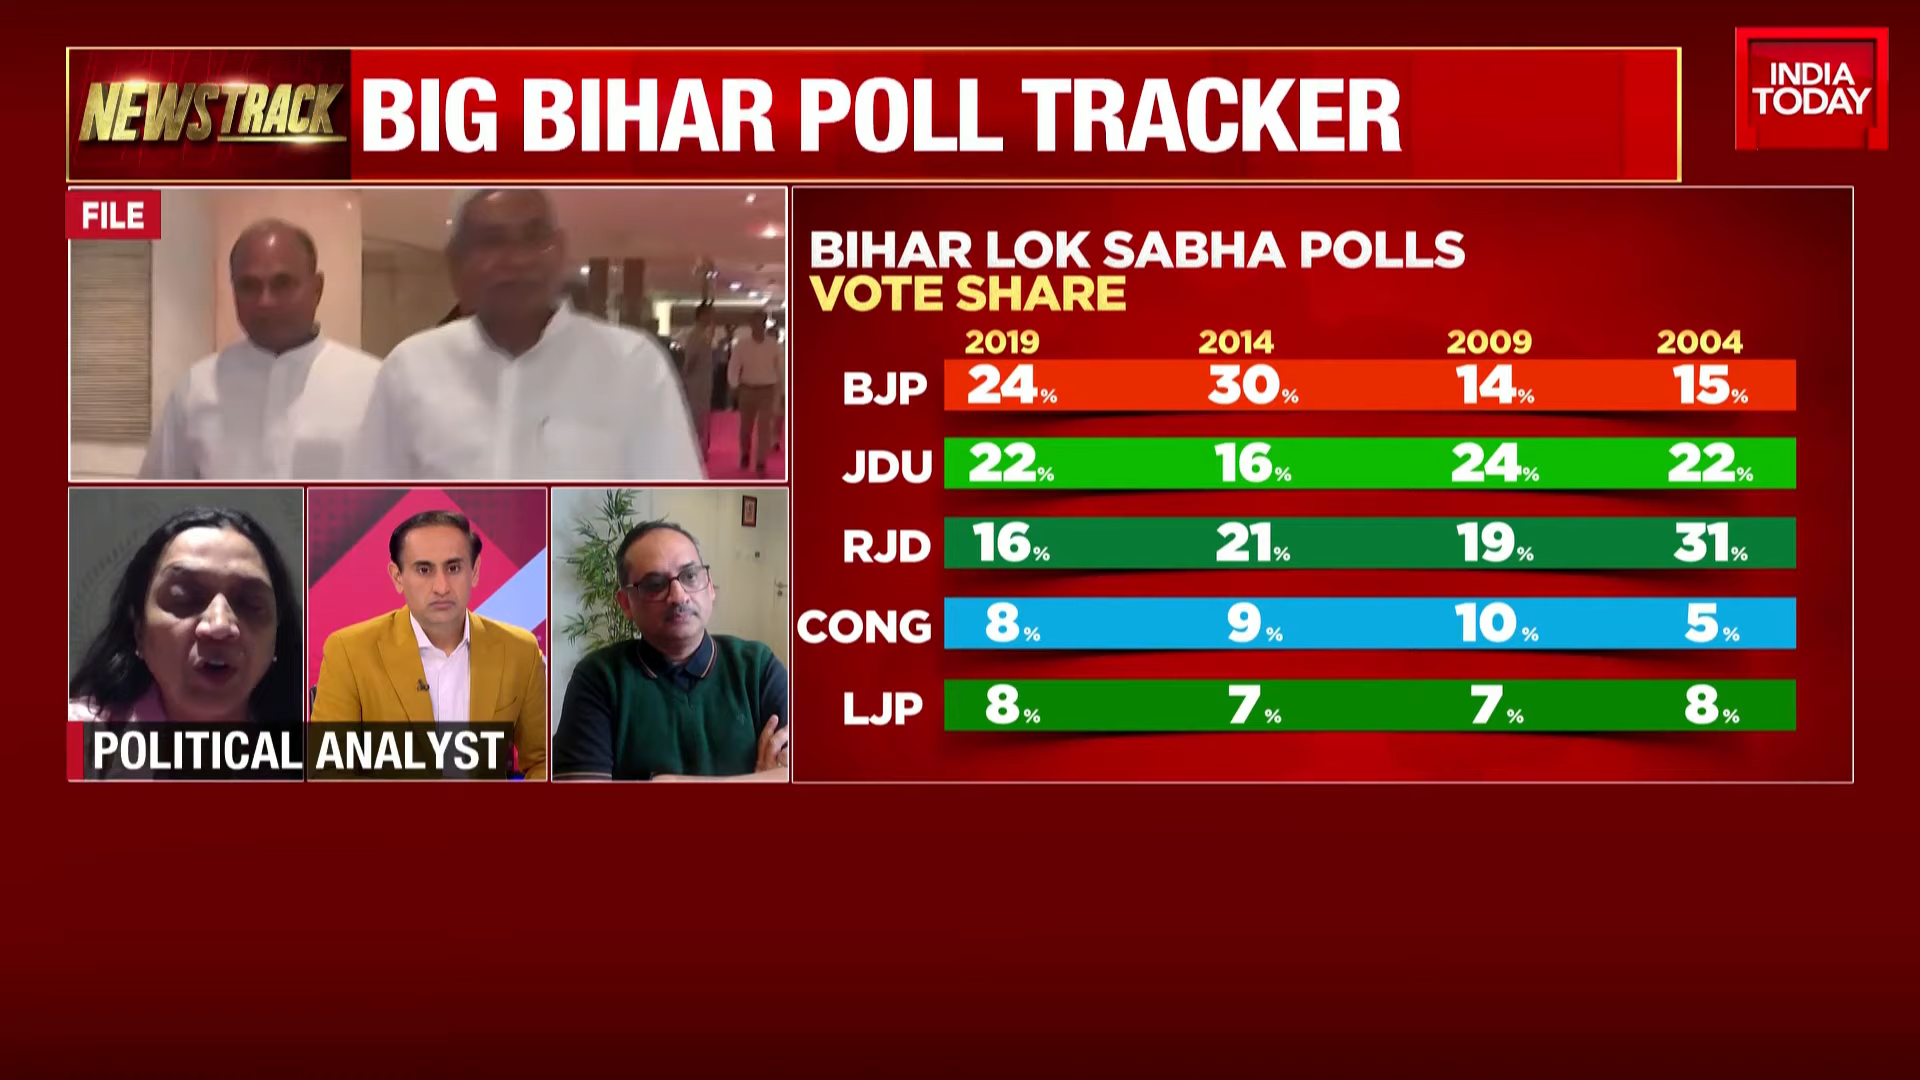 NEWSTRACK
BIG BIHAR POLL TRACKER
INDIA
TODAY
FILE
BIHAR LOK SABHA POLLS
VOTE SHARE
2019 2014 2009 2004
BJP 24% 30% 14% 15%
JDU 22% 16% 24% 22%
RJD 16% 21% 19% 31%
CONG 8% 9% 10% 5%
LJP 8% 7% 7% 8%
POLITICAL ANALYST